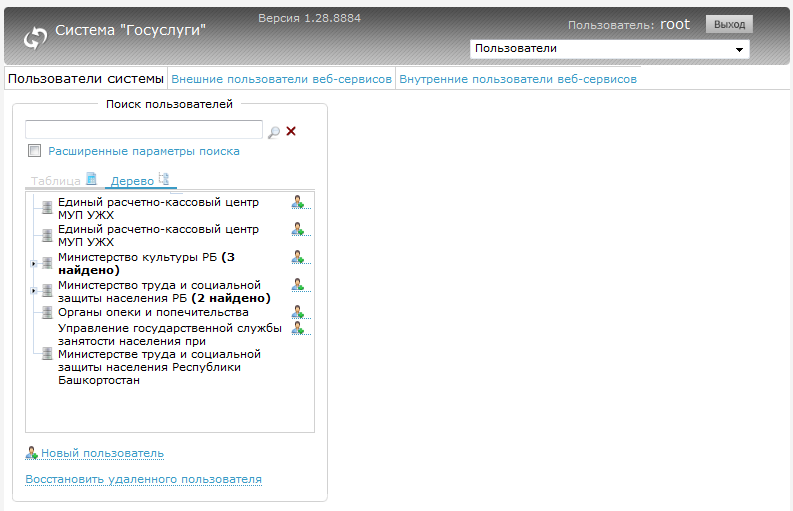 Система "Госуслуги"
Версия 1.28.8884
Пользователь: root
Выход
Пользователи
Пользователи системы
Внешние пользователи веб-сервисов
Внутренние пользователи веб-сервисов
Поиск пользователей
Расширенные параметры поиска
Таблица
Дерево
Единый расчетно-кассовый центр
МУП УЖХ
Единый расчетно-кассовый центр
МУП УЖХ
Министерство культуры РБ (3
найдено)
Министерство труда и социальной
защиты населения РБ (2 найдено)
Органы опеки и попечительства
Управление государственной службы
занятости населения при
Министерстве труда и социальной
защиты населения Республики
Башкортостан
Новый пользователь
Восстановить удаленного пользователя